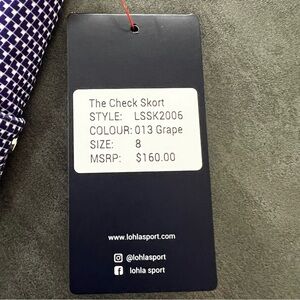 The Check Skort
STYLE: LSSK2006
COLOUR: 013 Grape
SIZE: 8
MSRP: $160.00
www.lohlasport.com
@lohlasport
lohla sport